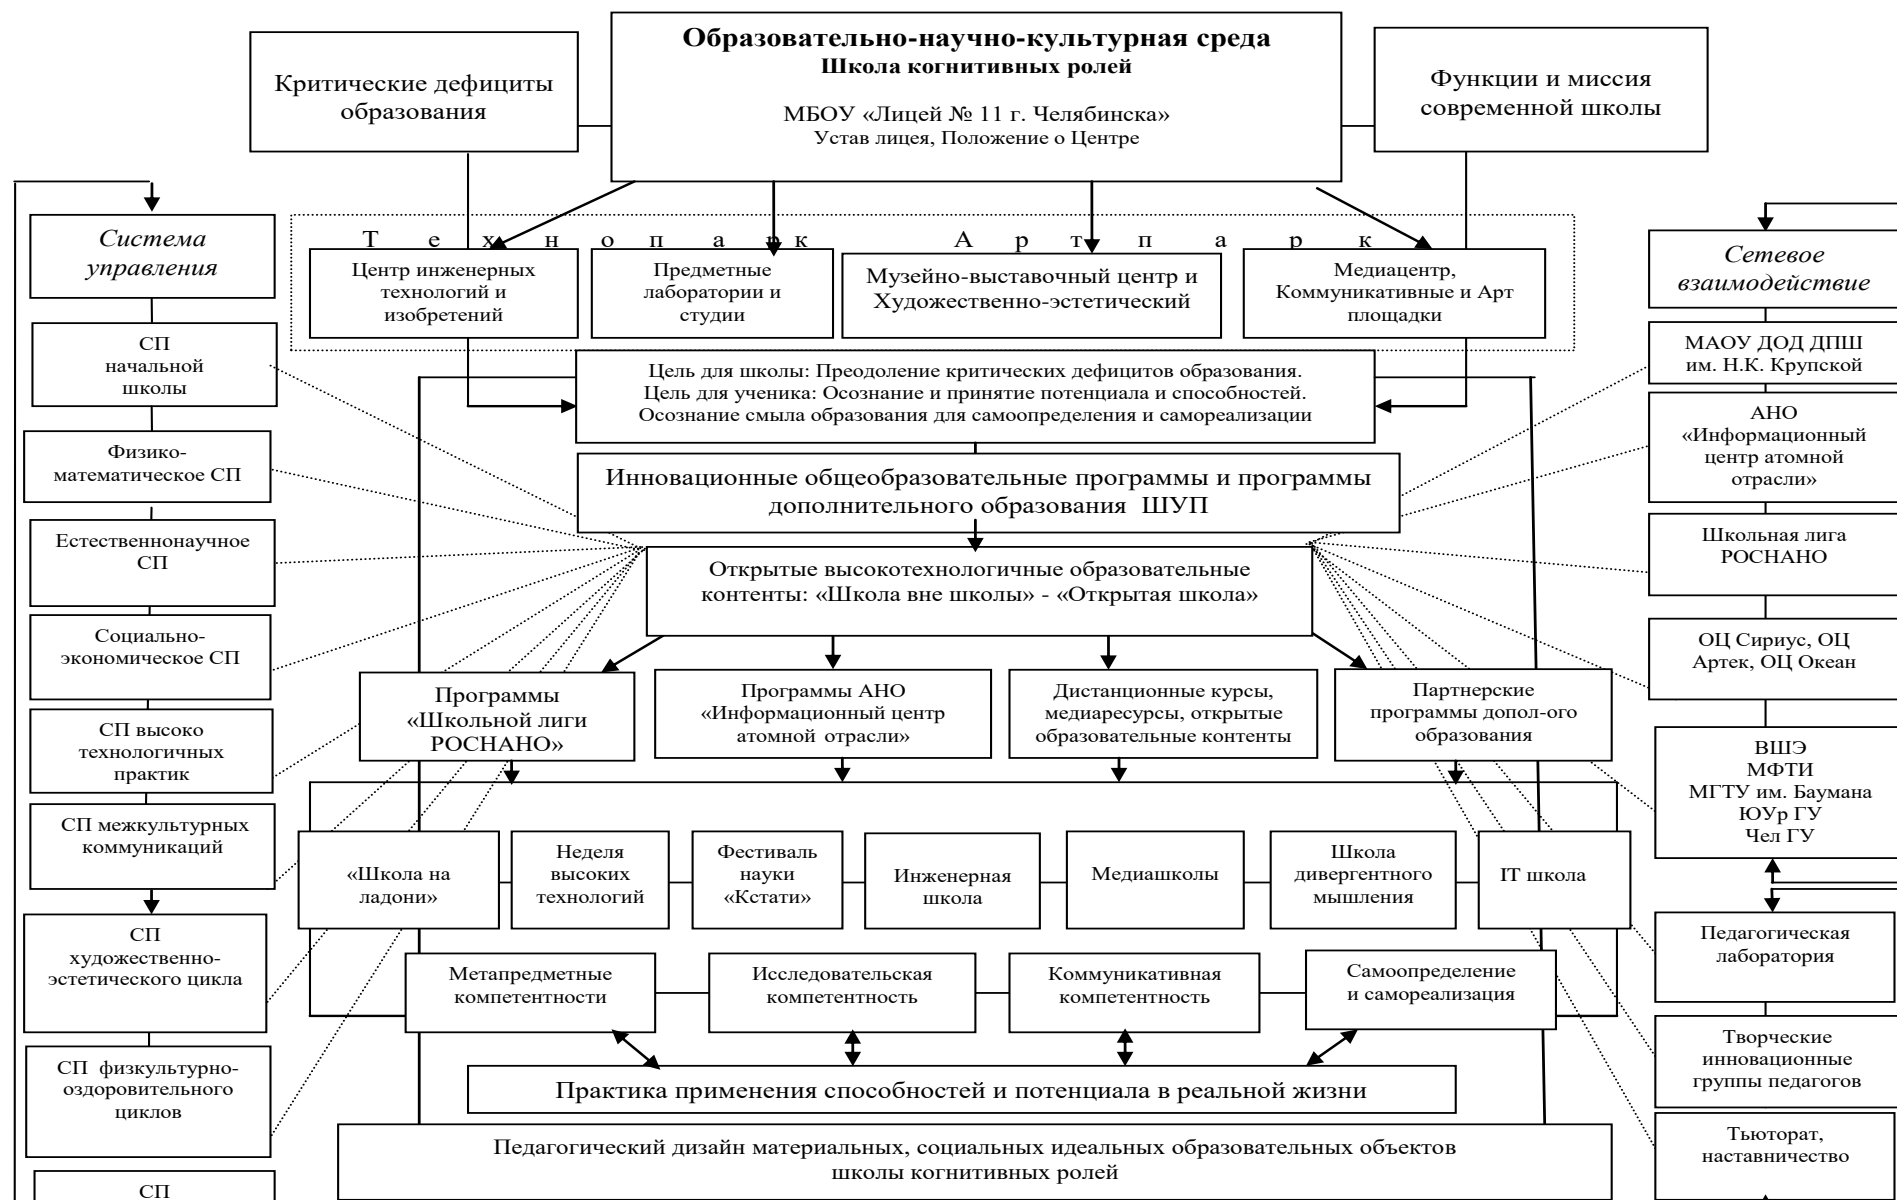 Образовательно-научно-культурная среда
Школа когнитивных ролей
МБОУ «Лицей № 11 г. Челябинска»
Устав лицея, Положение о Центре
Критические дефициты
образования
Функции и миссия
современной школы
Технопарк
Артпарк
Центр инженерных
технологий и
изобретений
Предметные
лаборатории и
студии
Музейно-выставочный центр и
Художественно-эстетический
Медиацентр,
Коммуникативные и Арт
площадки
Система
управления
СП
начальной
школы
Физико-
математическое СП
Естественнонаучное
СП
Социально-
экономическое СП
СП высоко
технологичных
практик
СП межкультурных
коммуникаций
СП
художественно-
эстетического цикла
СП физкультурно-
оздоровительного
циклов
СП
Цель для школы: Преодоление критических дефицитов образования.
Цель для ученика: Осознание и принятие потенциала и способностей.
Осознание смыла образования для самоопределения и самореализации
Инновационные общеобразовательные программы и программы
дополнительного образования ШУП
Открытые высокотехнологичные образовательные
контенты: «Школа вне школы» - «Открытая школа»
Программы
«Школьной лиги
РОСНАНО»
Программы АНО
«Информационный центр
атомной отрасли»
Дистанционные курсы,
медиаресурсы, открытые
образовательные контенты
Партнерские
программы допол-ого
образования
«Школа на
ладони»
Неделя
высоких
технологий
Фестиваль
науки
«Кстати»
Инженерная
школа
Медиашколы
Школа
дивергентного
мышления
IT школа
Метапредметные
компетентности
Исследовательская
компетентность
Коммуникативная
компетентность
Самоопределение
и самореализация
Практика применения способностей и потенциала в реальной жизни
Педагогический дизайн материальных, социальных идеальных образовательных объектов
школы когнитивных ролей
Сетевое
взаимодействие
МАОУ ДОД ДПШ
им. Н.К. Крупской
АНО
«Информационный
центр атомной
отрасли»
Школьная лига
РОСНАНО
ОЦ Сириус, ОЦ
Артек, ОЦ Океан
ВШЭ
МФТИ
МГТУ им. Баумана
ЮУр ГУ
Чел ГУ
Педагогическая
лаборатория
Творческие
инновационные
группы педагогов
Тьюторат,
наставничество